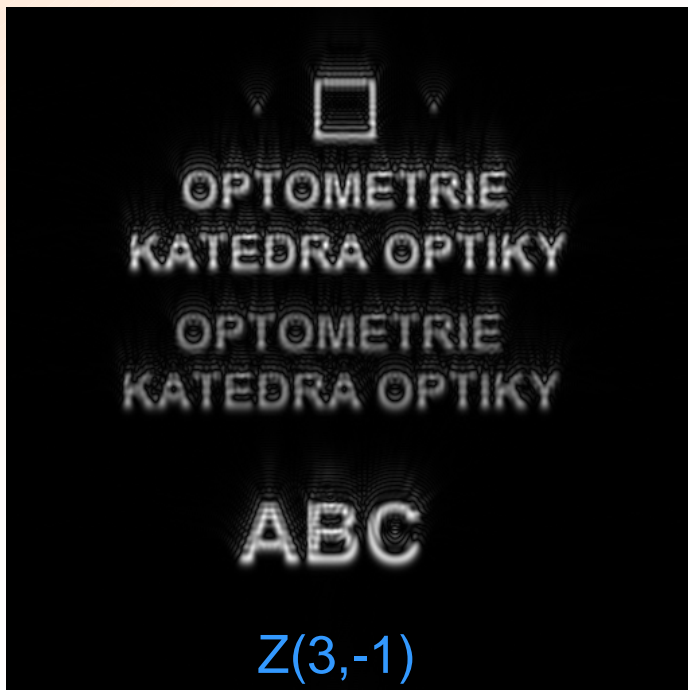 OPTOMETRIE
KATEDRA OPTIKY
OPTOMETRIE
KATEDRA OPTIKY
ABC
Z(3,-1)